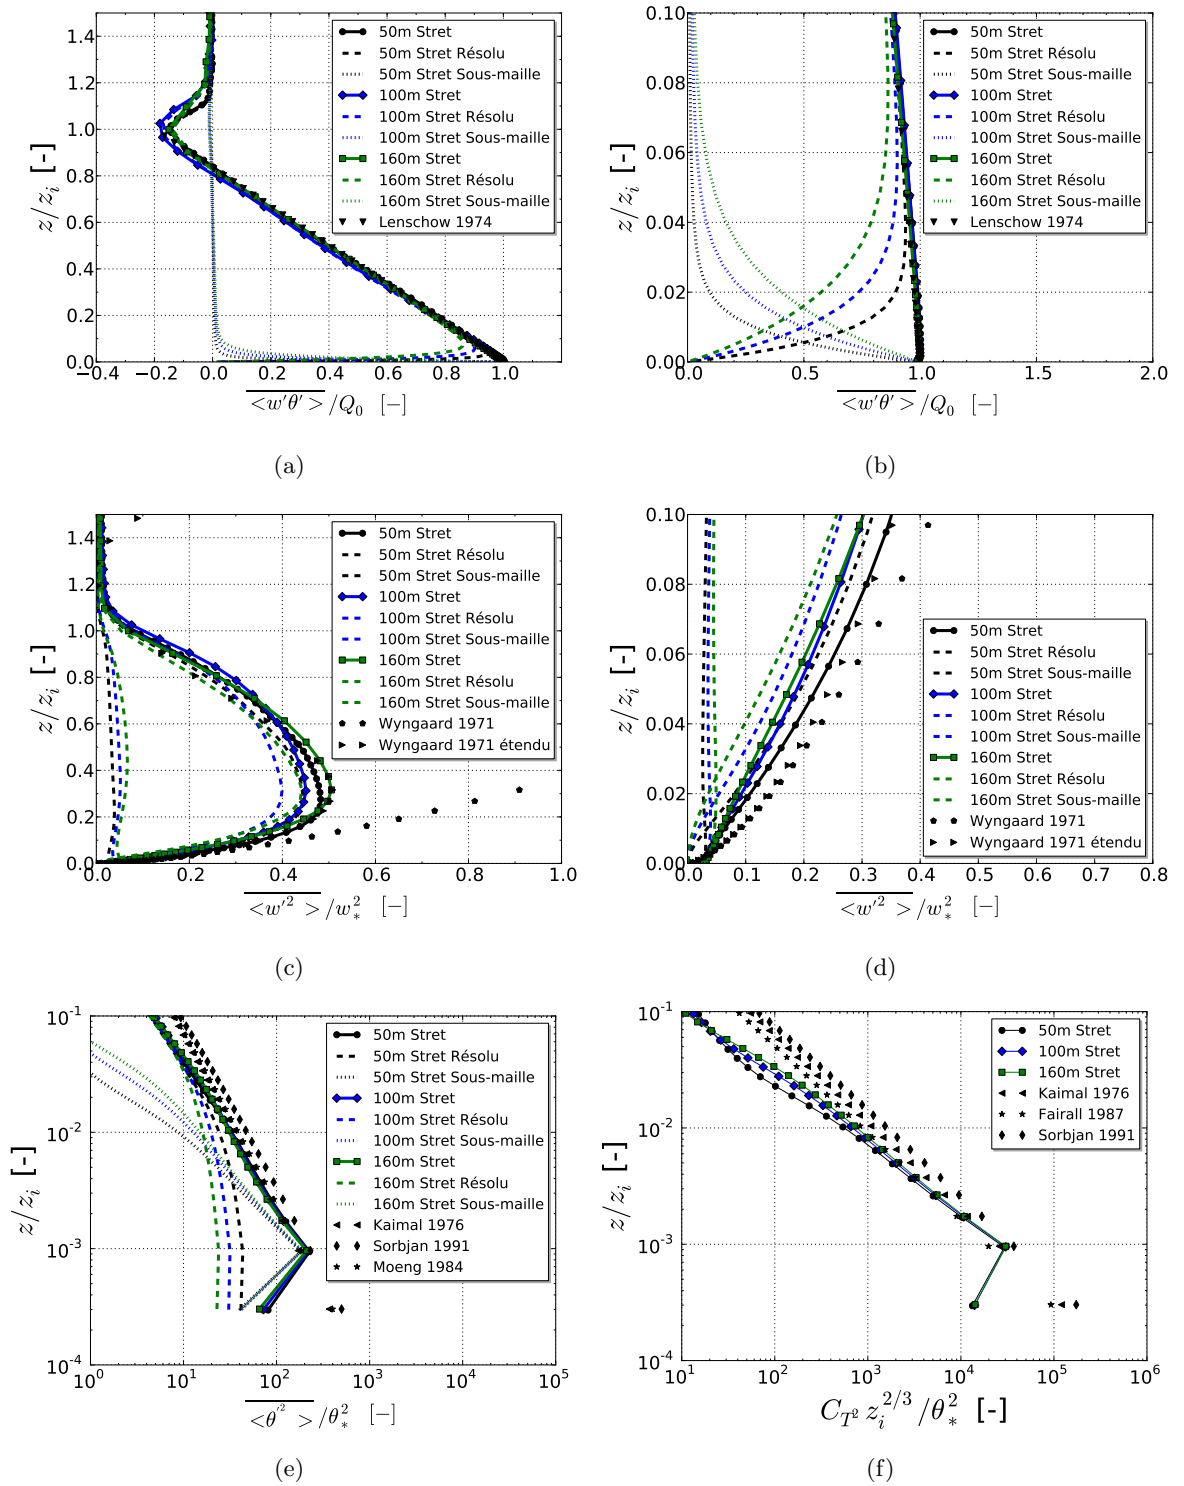 1.4
1.2
1.0
0.8
0.6
0.4
0.2
0.0
z/z_i [-]
−0.4 −0.2 0.0 0.2 0.4 0.6 0.8 1.0
<w'θ'>/Q_0 [−]
50m Stret
50m Stret Résolu
50m Stret Sous-maille
100m Stret
100m Stret Résolu
100m Stret Sous-maille
160m Stret
160m Stret Résolu
160m Stret Sous-maille
Lenschow 1974
(a)
0.10
0.08
0.06
0.04
0.02
0.00
z/z_i [-]
0.0 0.5 1.0 1.5 2.0
<w'θ'>/Q_0 [−]
50m Stret
50m Stret Résolu
50m Stret Sous-maille
100m Stret
100m Stret Résolu
100m Stret Sous-maille
160m Stret
160m Stret Résolu
160m Stret Sous-maille
Lenschow 1974
(b)
1.4
1.2
1.0
0.8
0.6
0.4
0.2
0.0
z/z_i [-]
0.0 0.2 0.4 0.6 0.8 1.0
<w'^2>/w_*^2 [−]
50m Stret
50m Stret Résolu
50m Stret Sous-maille
100m Stret
100m Stret Résolu
100m Stret Sous-maille
160m Stret
160m Stret Résolu
160m Stret Sous-maille
Wyngaard 1971
Wyngaard 1971 étendu
(c)
0.10
0.08
0.06
0.04
0.02
0.00
z/z_i [-]
0.0 0.1 0.2 0.3 0.4 0.5 0.6 0.7 0.8
<w'^2>/w_*^2 [−]
50m Stret
50m Stret Résolu
50m Stret Sous-maille
100m Stret
100m Stret Résolu
100m Stret Sous-maille
160m Stret
160m Stret Résolu
160m Stret Sous-maille
Wyngaard 1971
Wyngaard 1971 étendu
(d)
10^-1
10^-2
10^-3
10^-4
z/z_i [-]
10^0 10^1 10^2 10^3 10^4 10^5
<θ'^2>/θ_*^2 [−]
50m Stret
50m Stret Résolu
50m Stret Sous-maille
100m Stret
100m Stret Résolu
100m Stret Sous-maille
160m Stret
160m Stret Résolu
160m Stret Sous-maille
Kaimal 1976
Sorbjan 1991
Moeng 1984
(e)
10^-1
10^-2
10^-3
10^-4
z/z_i [-]
10^1 10^2 10^3 10^4 10^5 10^6
C_T^2 z_i^2/3/θ_*^2 [-]
50m Stret
100m Stret
160m Stret
Kaimal 1976
Fairall 1987
Sorbjan 1991
(f)